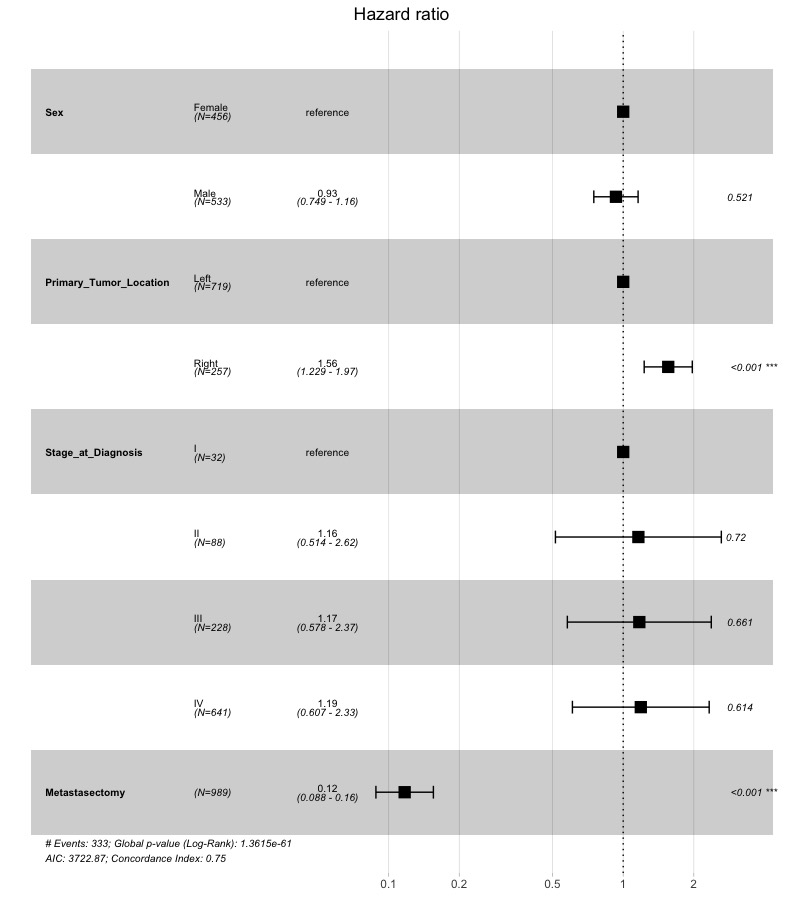 Hazard ratio
Sex Female reference
(N=456)
Male 0.93 0.521
(N=533) (0.749 - 1.16)
Primary_Tumor_Location Left reference
(N=719)
Right 1.56 <0.001 ***
(N=257) (1.229 - 1.97)
Stage_at_Diagnosis I reference
(N=32)
II 1.16 0.72
(N=88) (0.514 - 2.62)
III 1.17 0.661
(N=228) (0.578 - 2.37)
IV 1.19 0.614
(N=641) (0.607 - 2.33)
Metastasectomy (N=989) 0.12 <0.001 ***
(0.088 - 0.16)
# Events: 333; Global p-value (Log-Rank): 1.3615e-61
AIC: 3722.87; Concordance Index: 0.75
0.1 0.2 0.5 1 2